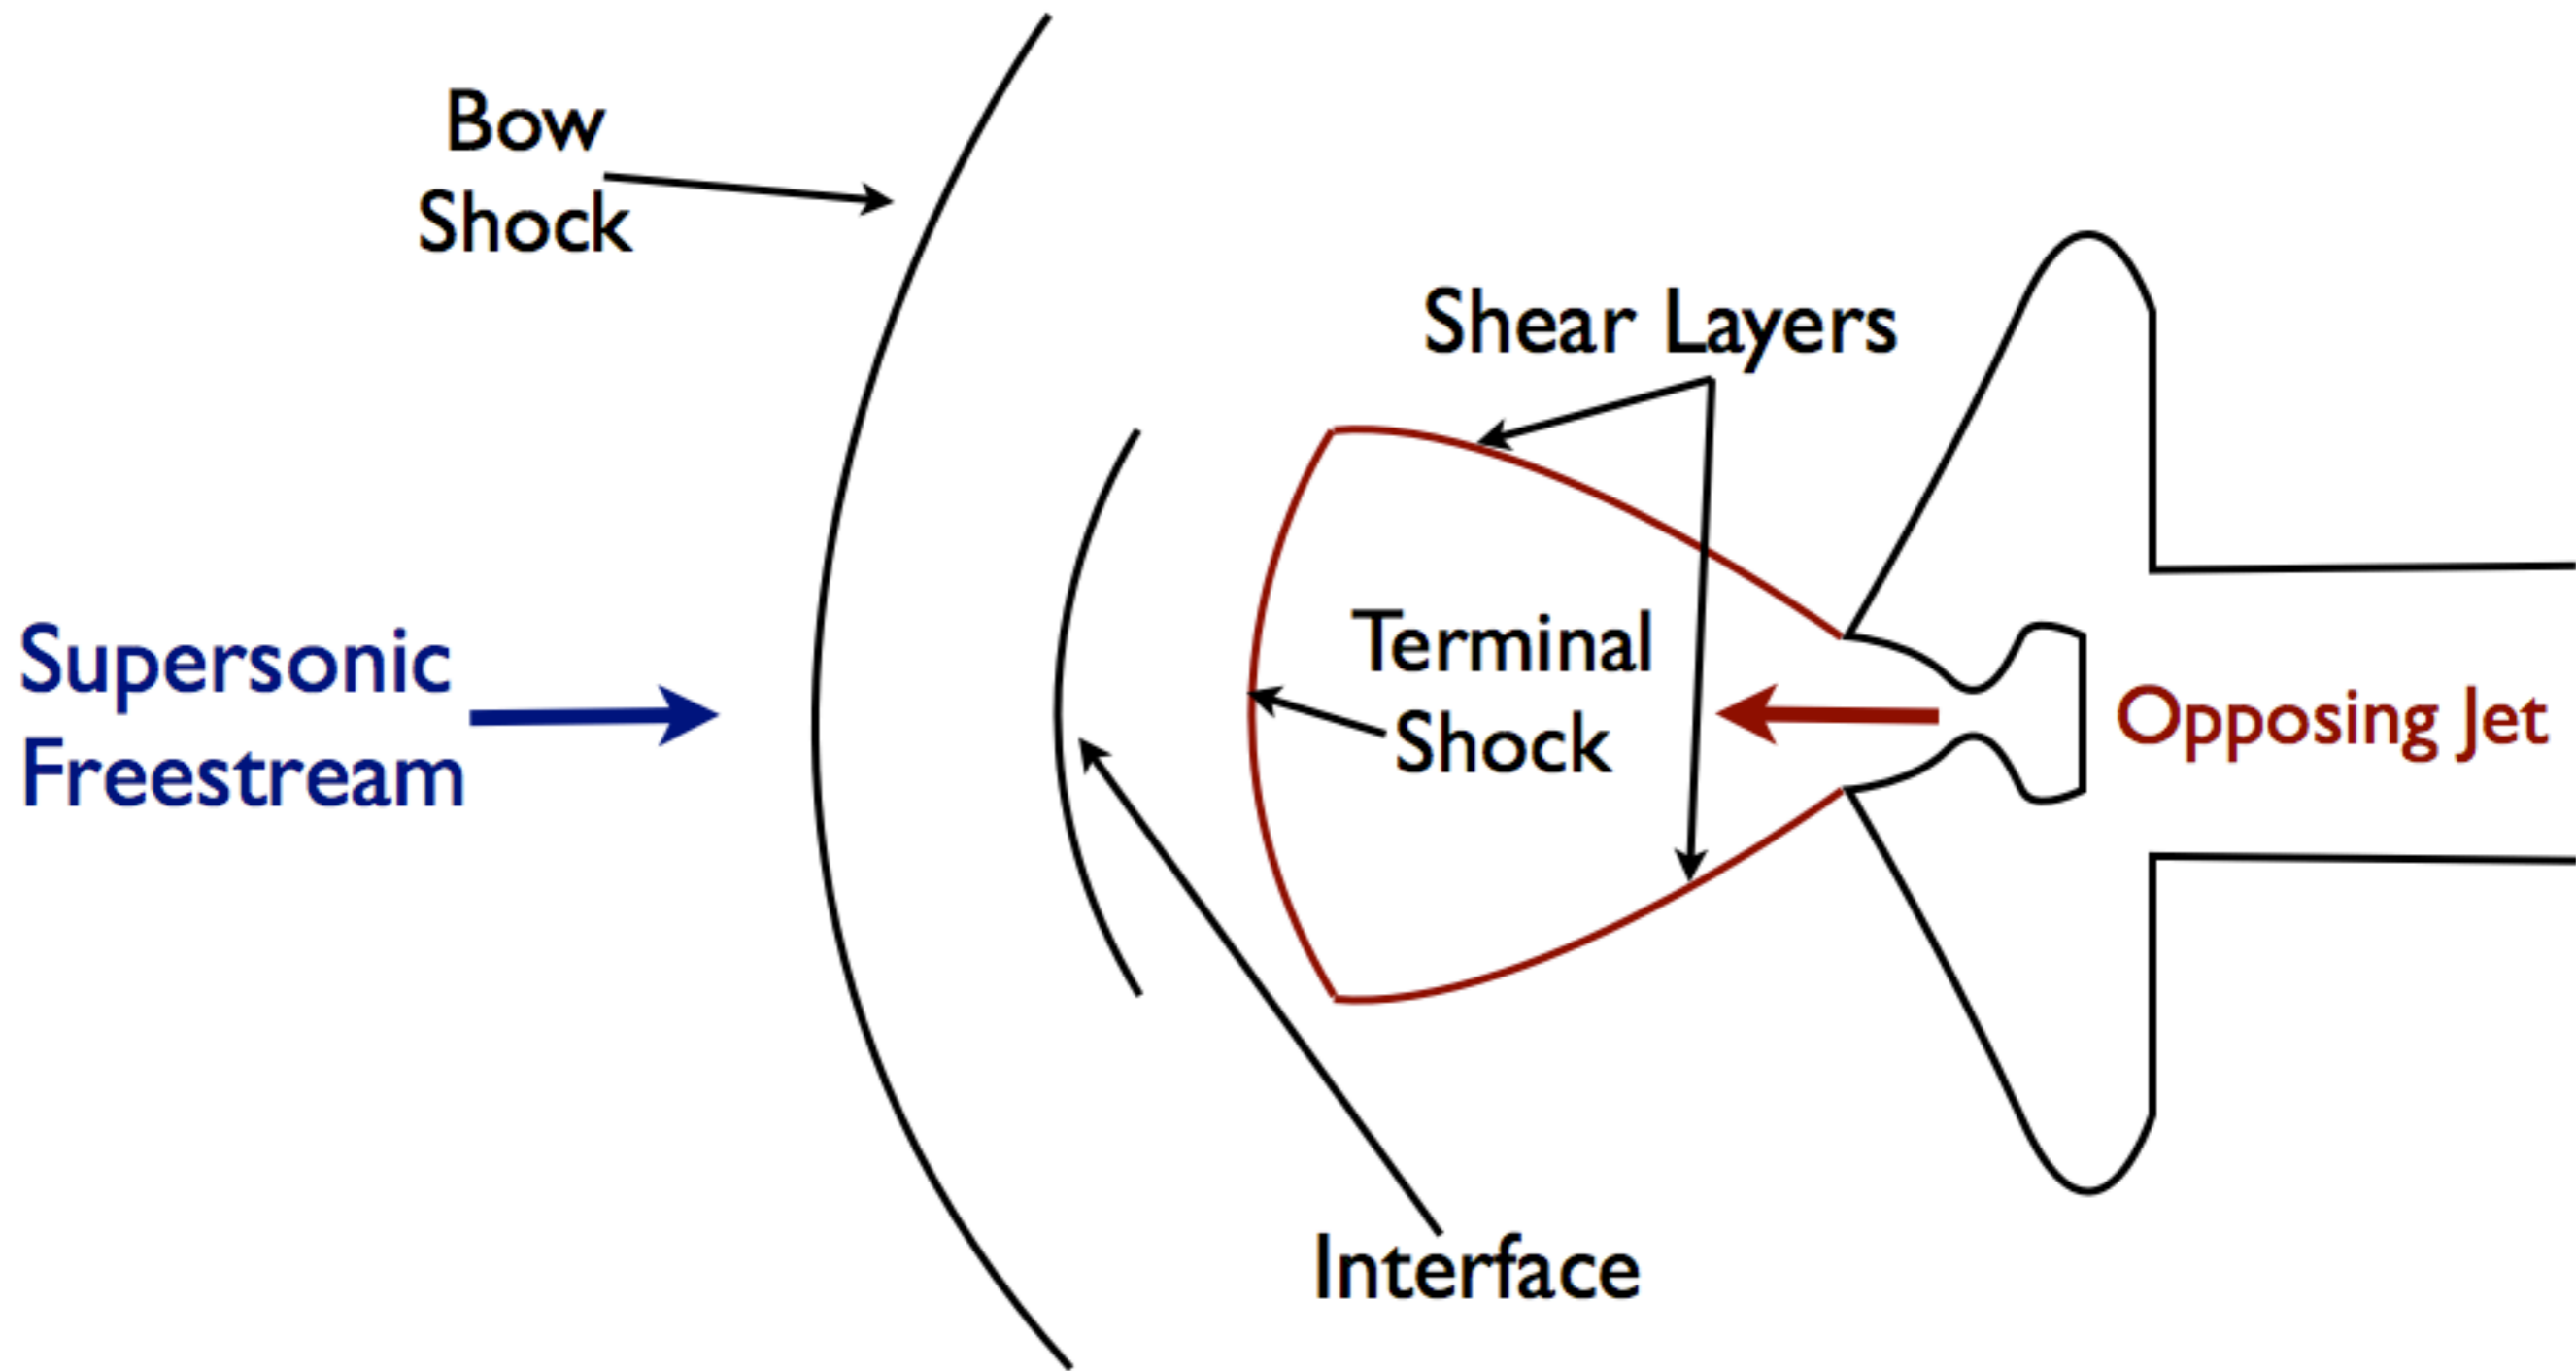 Bow
Shock
Shear Layers
Supersonic
Freestream
Terminal
Shock
Opposing Jet
Interface